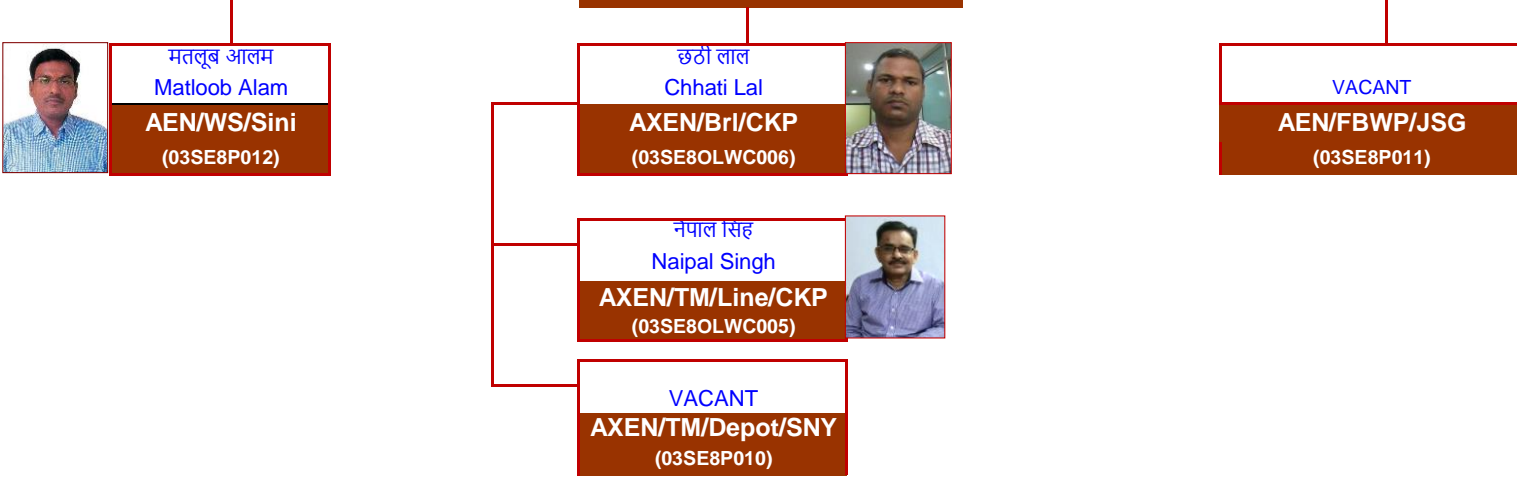 मतलूब आलम
Matloob Alam
AEN/WS/Sini
(03SE8P012)
छठी लाल
Chhati Lal
AXEN/Brl/CKP
(03SE8OLWC006)
VACANT
AEN/FBWP/JSG
(03SE8P011)
नेपाल सिंह
Naipal Singh
AXEN/TM/Line/CKP
(03SE8OLWC005)
VACANT
AXEN/TM/Depot/SNY
(03SE8P010)